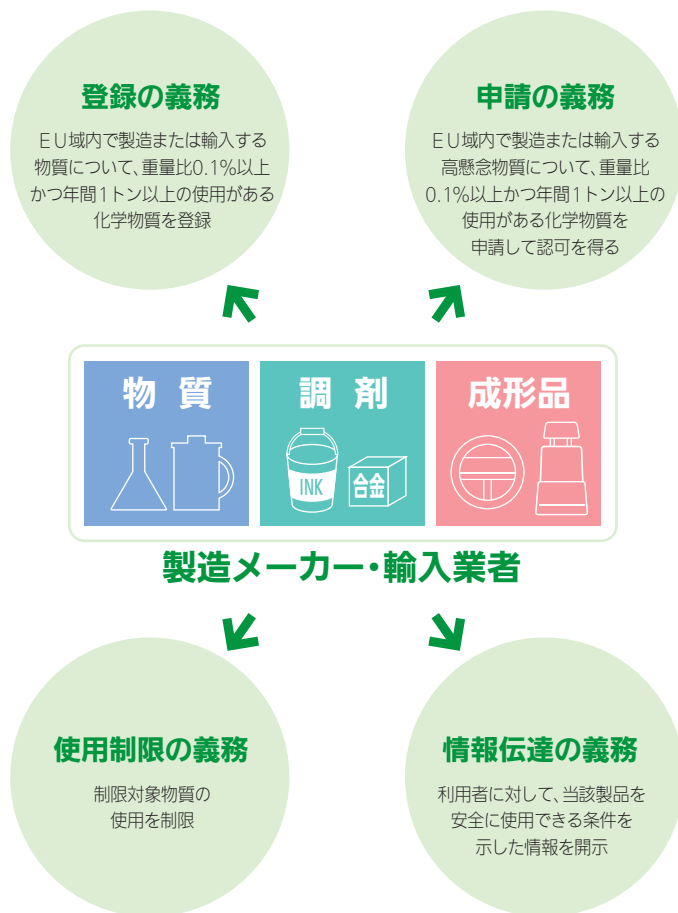 登録の義務
EU域内で製造または輸入する
物質について、重量比0.1%以上
かつ年間1トン以上の使用がある
化学物質を登録
申請の義務
EU域内で製造または輸入する
高懸念物質について、重量比
0.1%以上かつ年間1トン以上の
使用がある化学物質を
申請して認可を得る
物 質
調 剤
INK
合金
成形品
製造メーカー・輸入業者
使用制限の義務
制限対象物質の
使用を制限
情報伝達の義務
利用者に対して、当該製品を
安全に使用できる条件を
示した情報を開示